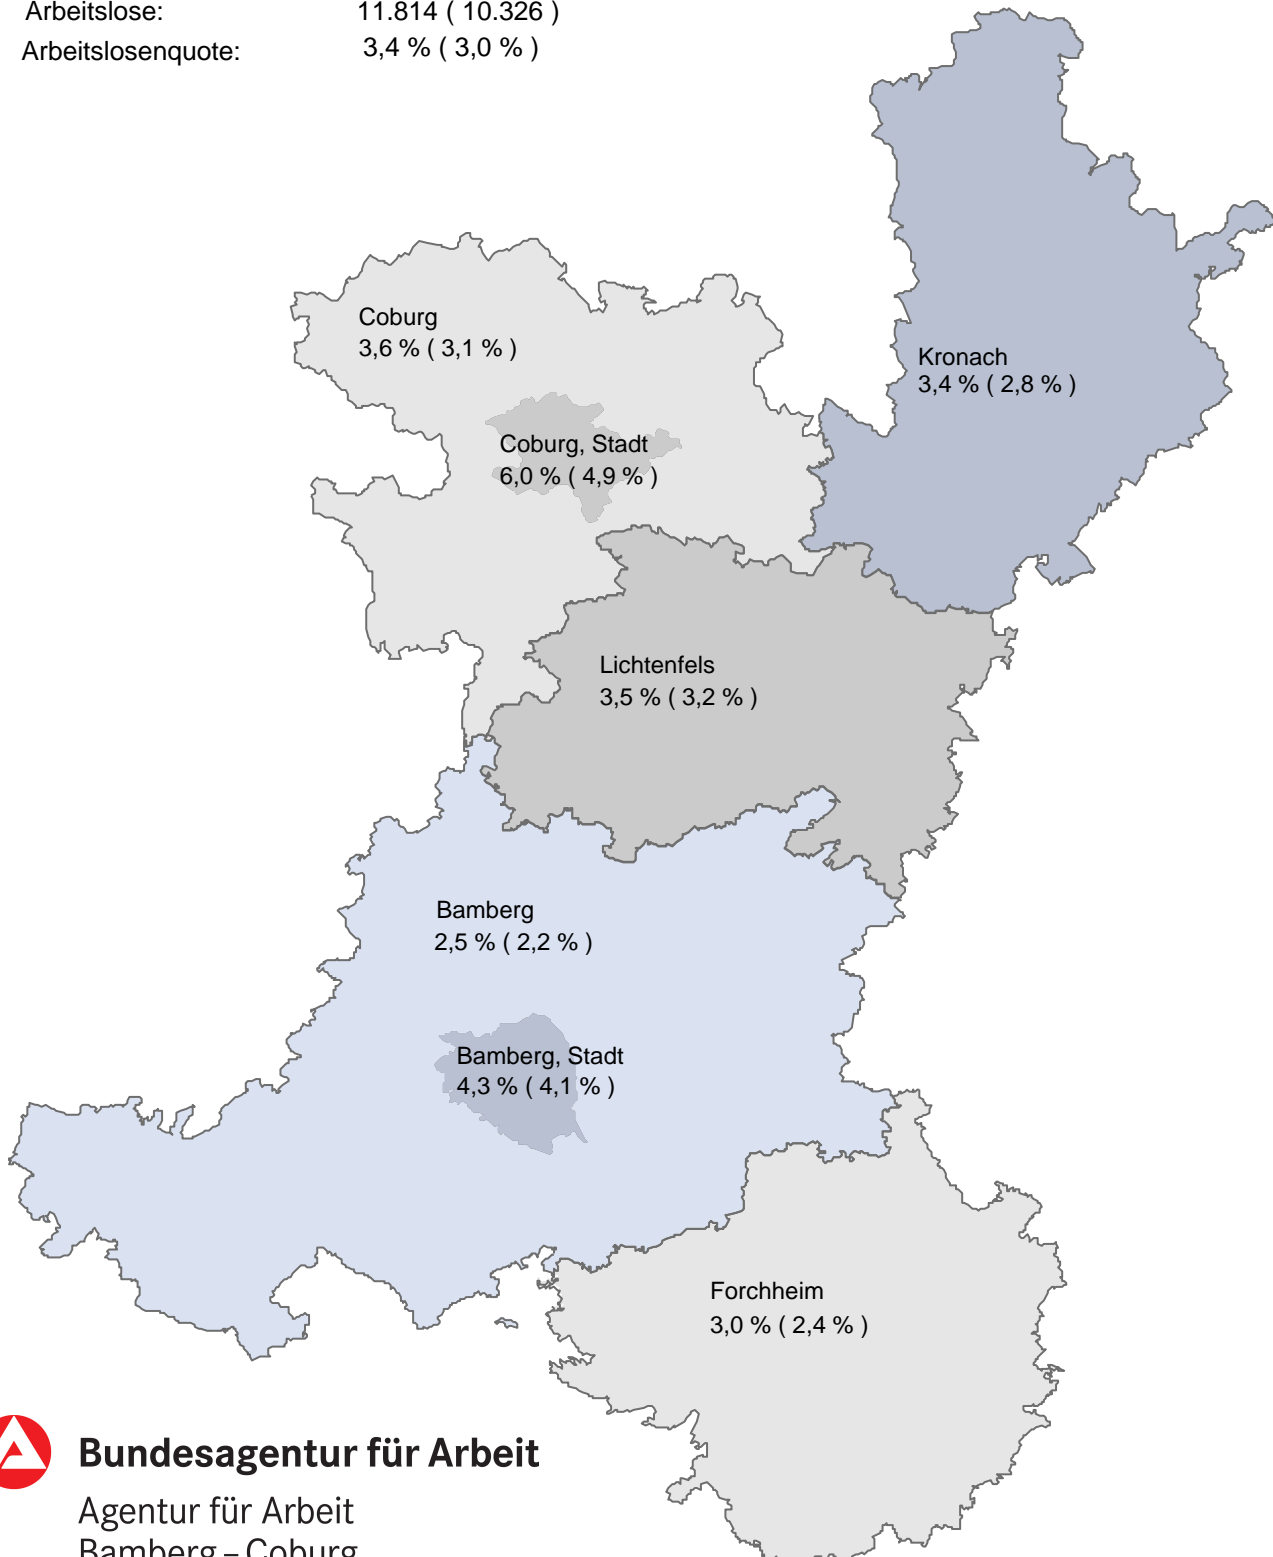 Arbeitslose: 11.814 ( 10.326 )
Arbeitslosenquote: 3,4 % ( 3,0 % )
Coburg
3,6 % ( 3,1 % )
Kronach
3,4 % ( 2,8 % )
Coburg, Stadt
6,0 % ( 4,9 % )
Lichtenfels
3,5 % ( 3,2 % )
Bamberg
2,5 % ( 2,2 % )
Bamberg, Stadt
4,3 % ( 4,1 % )
Forchheim
3,0 % ( 2,4 % )
Bundesagentur für Arbeit
Agentur für Arbeit
Bamberg – Coburg